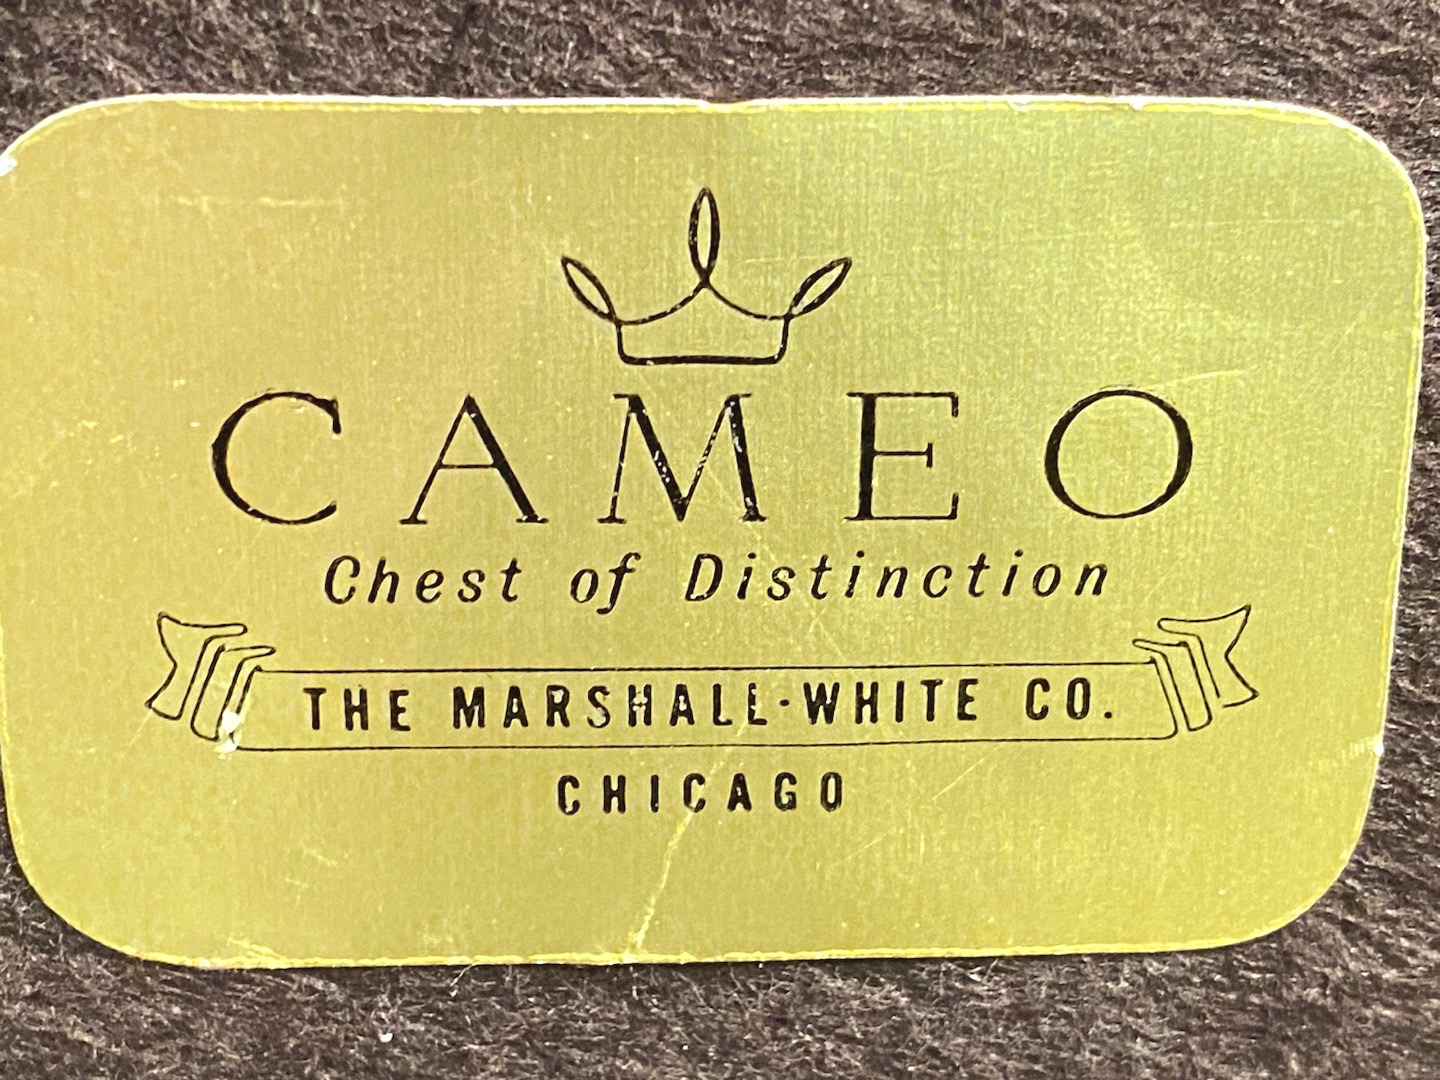 CAMEO
Chest of Distinction
THE MARSHALL-WHITE CO.
CHICAGO